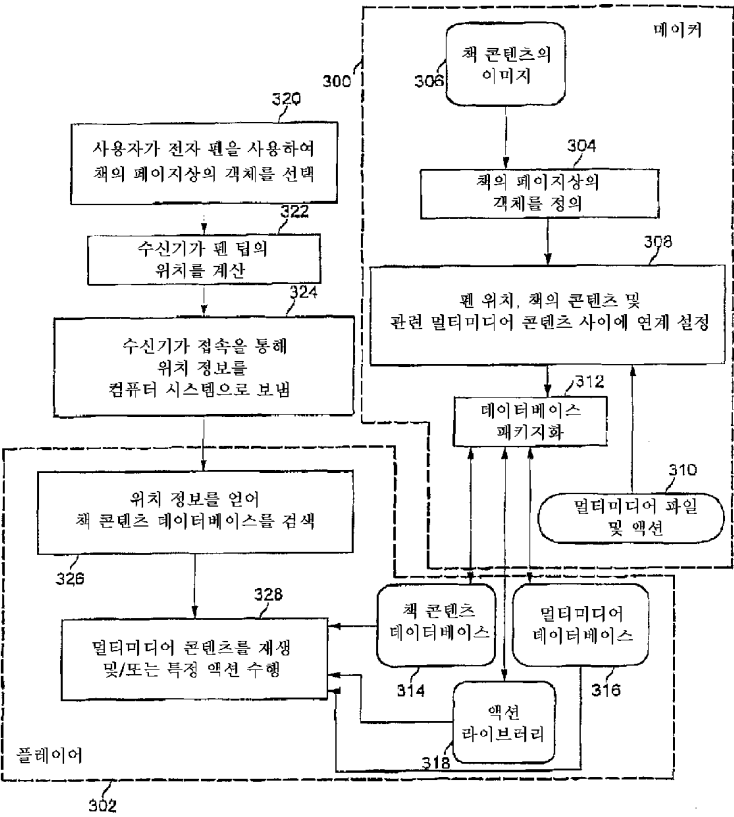 메이커
책 콘텐츠의
이미지
306
300
320
사용자가 전자 펜을 사용하여
책의 페이지상의 객체를 선택
304
책의 페이지상의
객체를 정의
322
수신기가 펜 팁의
위치를 계산
308
펜 위치, 책의 콘텐츠 및
관련 멀티미디어 콘텐츠 사이에 연계 설정
324
수신기가 접속을 통해
위치 정보를
컴퓨터 시스템으로 보냄
312
데이터베이스
패키지화
310
멀티미디어 파일
및 액션
위치 정보를 얻어
책 콘텐츠 데이터베이스를 검색
326
328
멀티미디어 콘텐츠를 재생
및/또는 특정 액션 수행
책 콘텐츠
데이터베이스
314
멀티미디어
데이터베이스
316
액션
라이브러리
318
플레이어
302